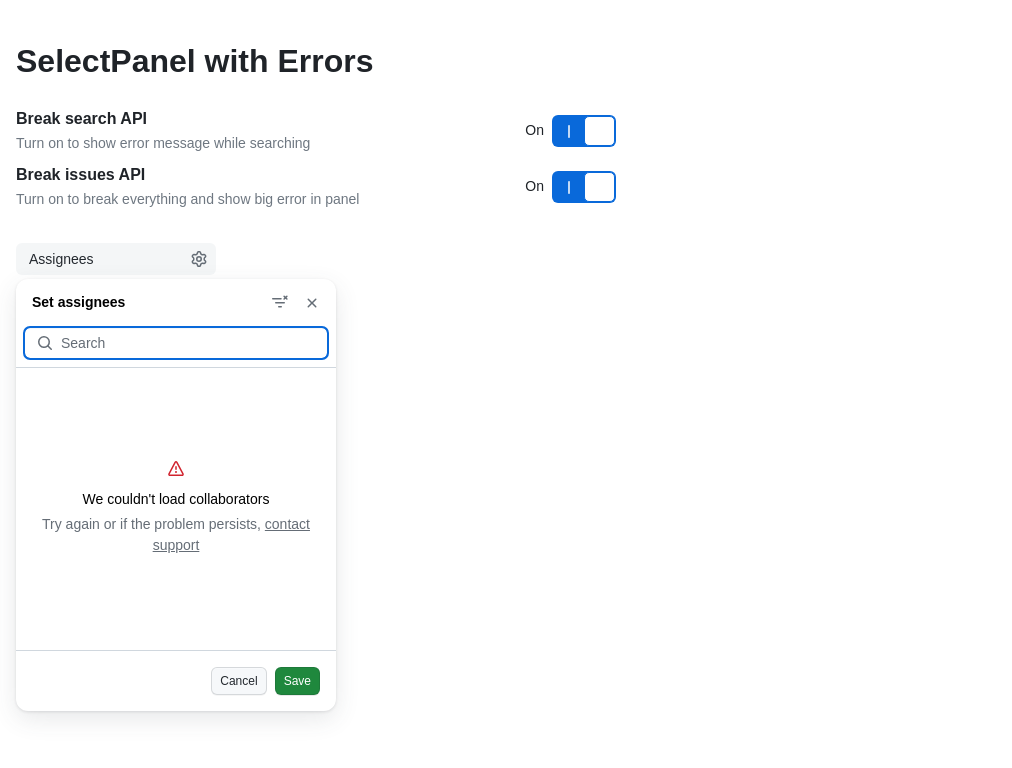 SelectPanel with Errors
Break search API
Turn on to show error message while searching
On
Break issues API
Turn on to break everything and show big error in panel
On
Assignees
Set assignees
Search
We couldn't load collaborators
Try again or if the problem persists, contact
support
Cancel
Save